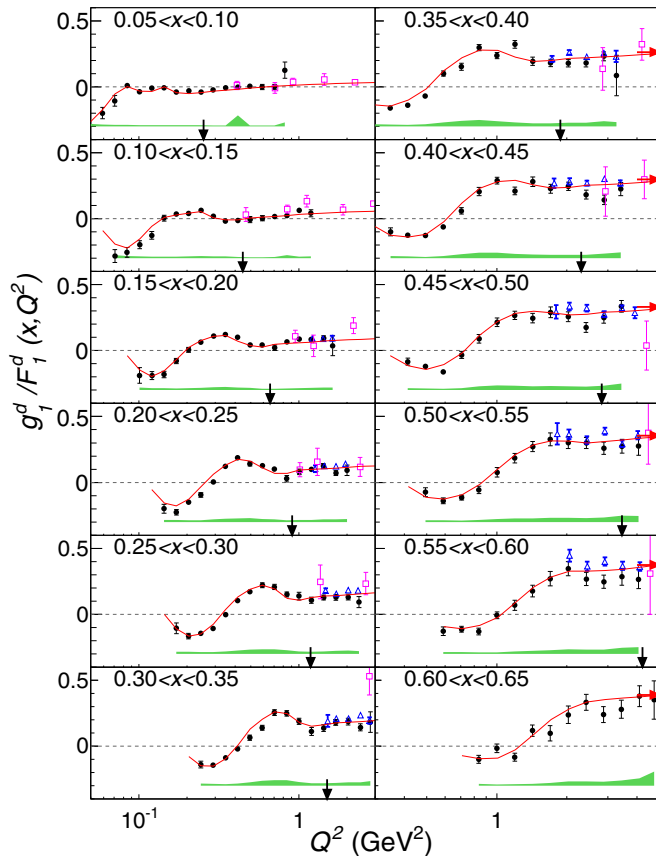 0.05<x<0.10
0.35<x<0.40
0.5
0
0.10<x<0.15
0.40<x<0.45
0.5
0
0.15<x<0.20
0.45<x<0.50
0.5
0
0.20<x<0.25
0.50<x<0.55
0.5
0
0.25<x<0.30
0.55<x<0.60
0.5
0
0.30<x<0.35
0.60<x<0.65
0.5
0
g₁ᵈ/F₁ᵈ (x,Q²)
10⁻¹ 1 1
Q² (GeV²)